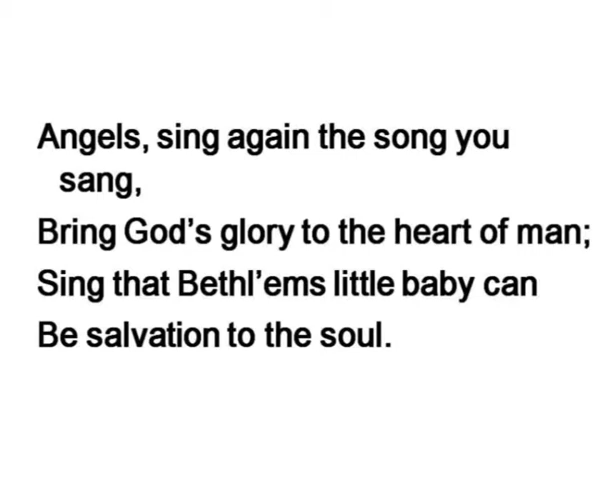 Angels, sing again the song you
sang,
Bring God’s glory to the heart of man;
Sing that Bethl’ems little baby can
Be salvation to the soul.